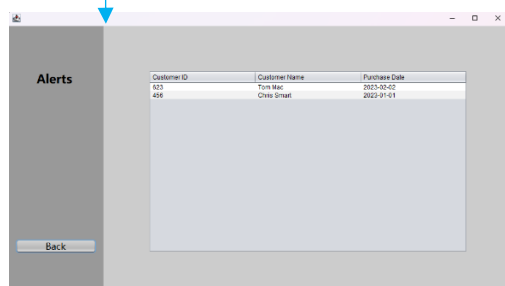 Alerts
Customer ID Customer Name Purchase Date
623 Tom Mac 2023-02-02
456 Chris Smart 2023-01-01
Back